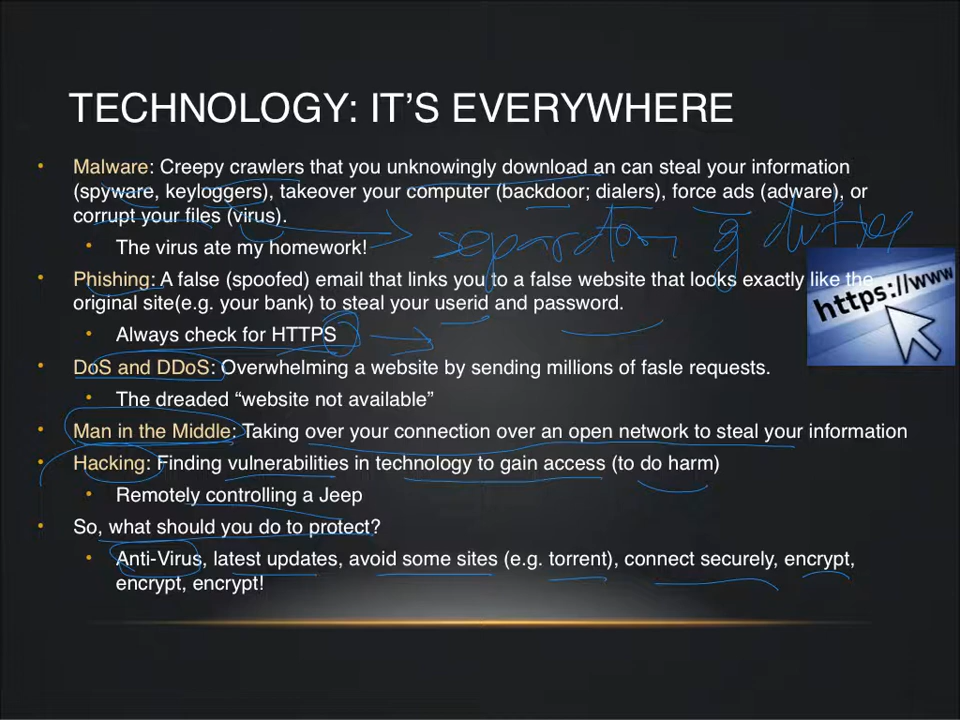 TECHNOLOGY: IT'S EVERYWHERE
• Malware: Creepy crawlers that you unknowingly download an can steal your information
(spyware, keyloggers), takeover your computer (backdoor; dialers), force ads (adware), or
corrupt your files (virus).
separation of duties
• The virus ate my homework!
• Phishing: A false (spoofed) email that links you to a false website that looks exactly like the
original site(e.g. your bank) to steal your userid and password.
https://www
• Always check for HTTPS
• DoS and DDoS: Overwhelming a website by sending millions of fasle requests.
• The dreaded “website not available”
• Man in the Middle: Taking over your connection over an open network to steal your information
• Hacking: Finding vulnerabilities in technology to gain access (to do harm)
• Remotely controlling a Jeep
• So, what should you do to protect?
• Anti-Virus, latest updates, avoid some sites (e.g. torrent), connect securely, encrypt,
encrypt, encrypt!